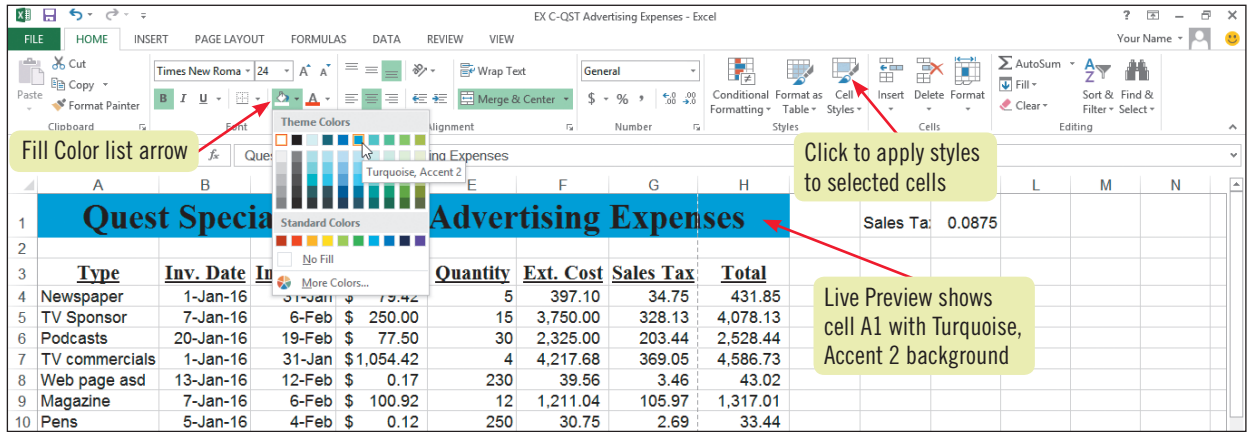 EX C-QST Advertising Expenses - Excel
FILE HOME INSERT PAGE LAYOUT FORMULAS DATA REVIEW VIEW Your Name
Cut
Copy
Format Painter
Paste
Clipboard
Times New Roma 24
B I U
Font
Wrap Text
Merge & Center
Alignment
General
$ % ,
Number
Conditional Formatting
Format as Table
Cell Styles
Styles
Insert Delete Format
Cells
AutoSum
Fill
Clear
Sort & Filter
Find & Select
Editing
Fill Color list arrow
Theme Colors
Turquoise, Accent 2
Standard Colors
No Fill
More Colors...
Click to apply styles
to selected cells
fx Ques ing Expenses
A B E F G H L M N
1 Quest Specia Advertising Expenses Sales Ta 0.0875
2
3 Type Inv. Date In Quantity Ext. Cost Sales Tax Total
4 Newspaper 1-Jan-16 31-Jan $ 79.42 5 397.10 34.75 431.85
5 TV Sponsor 7-Jan-16 6-Feb $ 250.00 15 3,750.00 328.13 4,078.13
6 Podcasts 20-Jan-16 19-Feb $ 77.50 30 2,325.00 203.44 2,528.44
7 TV commercials 1-Jan-16 31-Jan $1,054.42 4 4,217.68 369.05 4,586.73
8 Web page asd 13-Jan-16 12-Feb $ 0.17 230 39.56 3.46 43.02
9 Magazine 7-Jan-16 6-Feb $ 100.92 12 1,211.04 105.97 1,317.01
10 Pens 5-Jan-16 4-Feb $ 0.12 250 30.75 2.69 33.44
Live Preview shows
cell A1 with Turquoise,
Accent 2 background